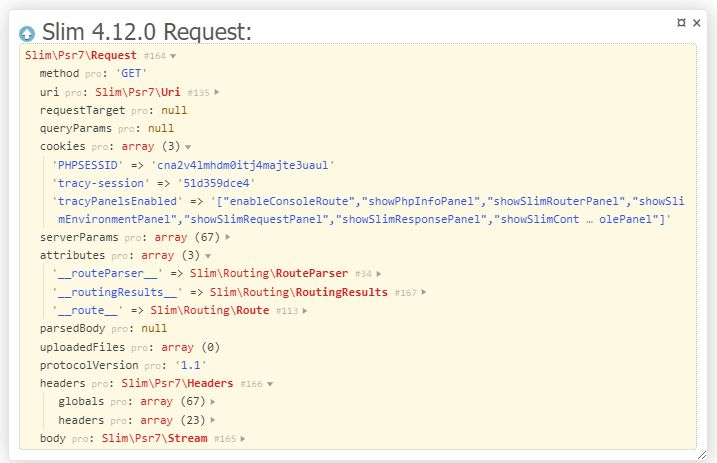 Slim 4.12.0 Request:
Slim\Psr7\Request #164
method pro: 'GET'
uri pro: Slim\Psr7\Uri #135
requestTarget pro: null
queryParams pro: null
cookies pro: array (3)
'PHPSESSID' => 'cna2v4lmhdm0itj4majte3uaul'
'tracy-session' => '51d359dce4'
'tracyPanelsEnabled' => '["enableConsoleRoute","showPhpInfoPanel","showSlimRouterPanel","showSli
mEnvironmentPanel","showSlimRequestPanel","showSlimResponsePanel","showSlimCont … olePanel"]'
serverParams pro: array (67)
attributes pro: array (3)
'__routeParser__' => Slim\Routing\RouteParser #34
'__routingResults__' => Slim\Routing\RoutingResults #167
'__route__' => Slim\Routing\Route #113
parsedBody pro: null
uploadedFiles pro: array (0)
protocolVersion pro: '1.1'
headers pro: Slim\Psr7\Headers #166
globals pro: array (67)
headers pro: array (23)
body pro: Slim\Psr7\Stream #165